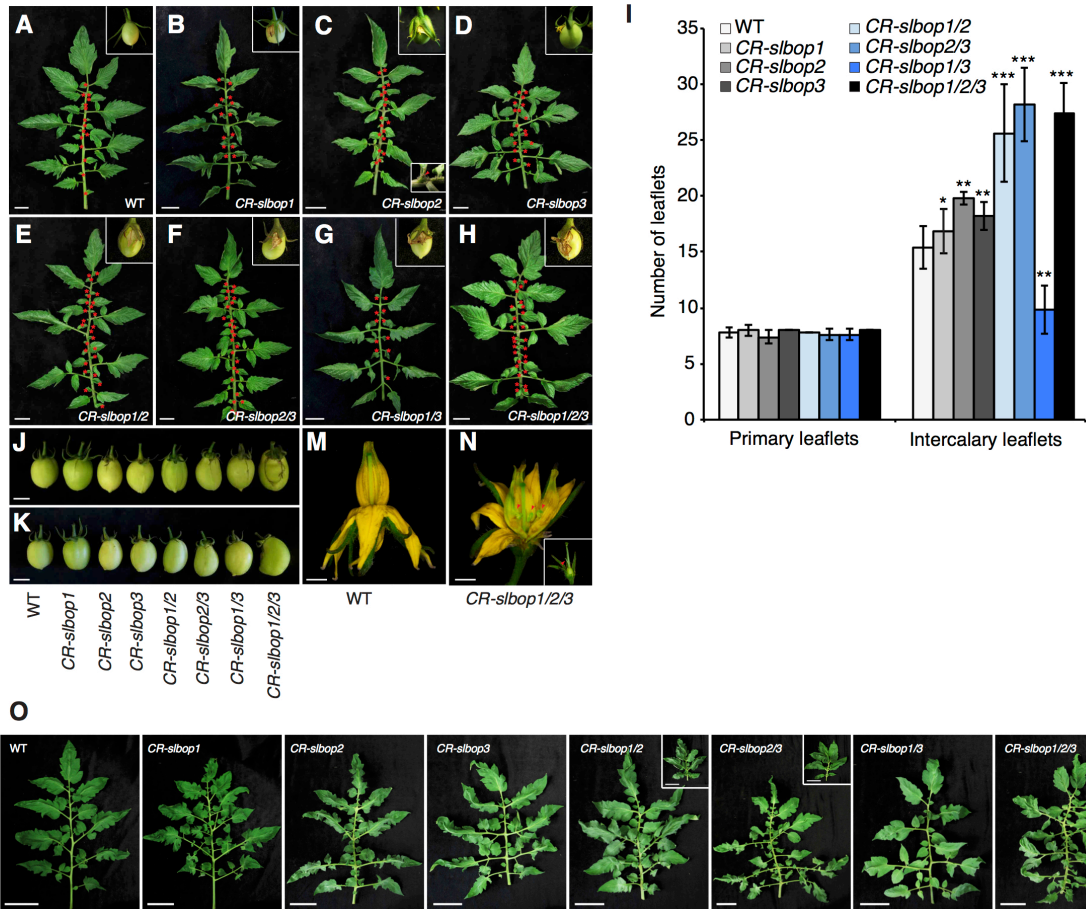 A
B
C
D
WT
CR-slbop1
CR-slbop2
CR-slbop3
E
F
G
H
CR-slbop1/2
CR-slbop2/3
CR-slbop1/3
CR-slbop1/2/3
J
K
WT
CR-slbop1
CR-slbop2
CR-slbop3
CR-slbop1/2
CR-slbop2/3
CR-slbop1/3
CR-slbop1/2/3
M
N
WT
CR-slbop1/2/3
I
Number of leaflets
35
30
25
20
15
10
5
0
WT
CR-slbop1
CR-slbop2
CR-slbop3
CR-slbop1/2
CR-slbop2/3
CR-slbop1/3
CR-slbop1/2/3
*
**
**
***
***
**
***
Primary leaflets
Intercalary leaflets
O
WT
CR-slbop1
CR-slbop2
CR-slbop3
CR-slbop1/2
CR-slbop2/3
CR-slbop1/3
CR-slbop1/2/3